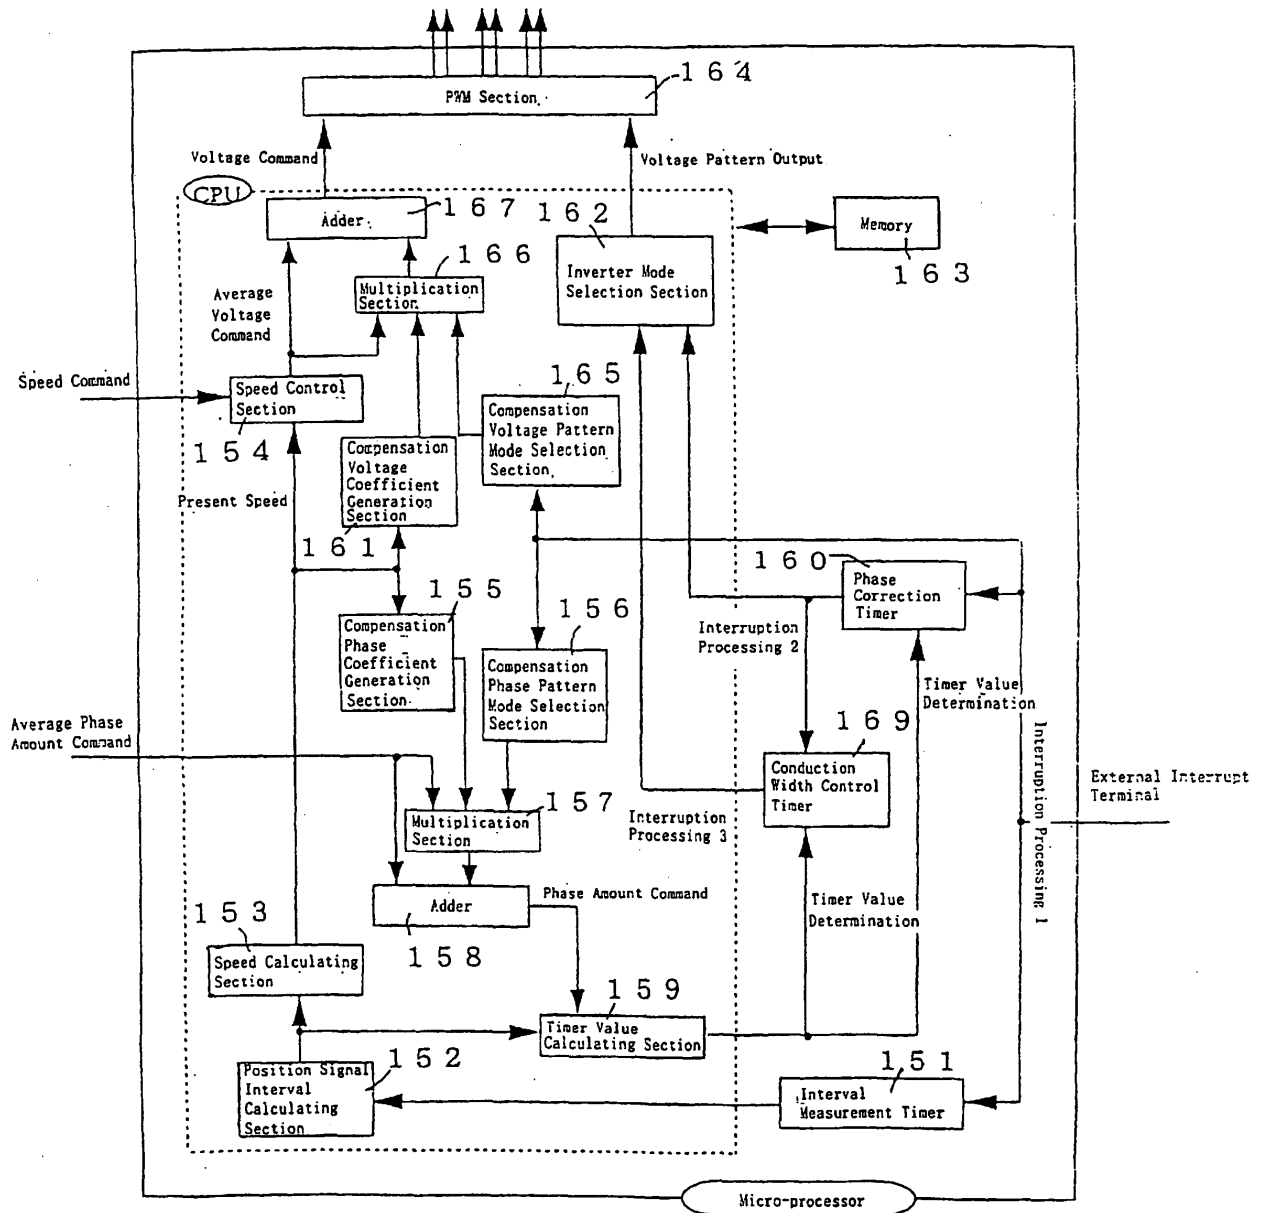 164
PWM Section
Voltage Command
Voltage Pattern Output
CPU
167
Adder
162
Memory
163
166
Multiplication
Section
Inverter Mode
Selection Section
Average
Voltage
Command
Speed Command
Speed Control
Section
154
165
Compensation
Voltage Pattern
Mode Selection
Section
Compensation
Voltage
Coefficient
Generation
Section
161
Present Speed
160
Phase
Correction
Timer
155
Compensation
Phase
Coefficient
Generation
Section
156
Compensation
Phase Pattern
Mode Selection
Section
Interruption
Processing 2
Timer Value
Determination
Average Phase
Amount Command
169
Conduction
Width Control
Timer
Interruption Processing 1
External Interrupt
Terminal
157
Multiplication
Section
Interruption
Processing 3
Adder
158
Phase Amount Command
Timer Value
Determination
153
Speed Calculating
Section
159
Timer Value
Calculating Section
152
Position Signal
Interval
Calculating
Section
151
Interval
Measurement Timer
Micro-processor